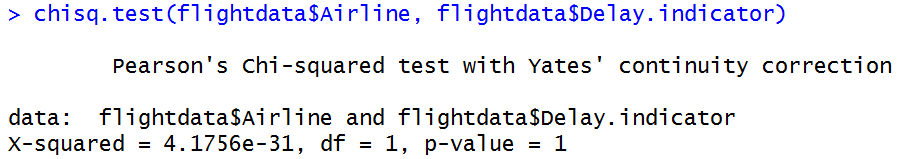 > chisq.test(flightdata$Airline, flightdata$Delay.indicator)
Pearson's Chi-squared test with Yates' continuity correction
data:  flightdata$Airline and flightdata$Delay.indicator
X-squared = 4.1756e-31, df = 1, p-value = 1